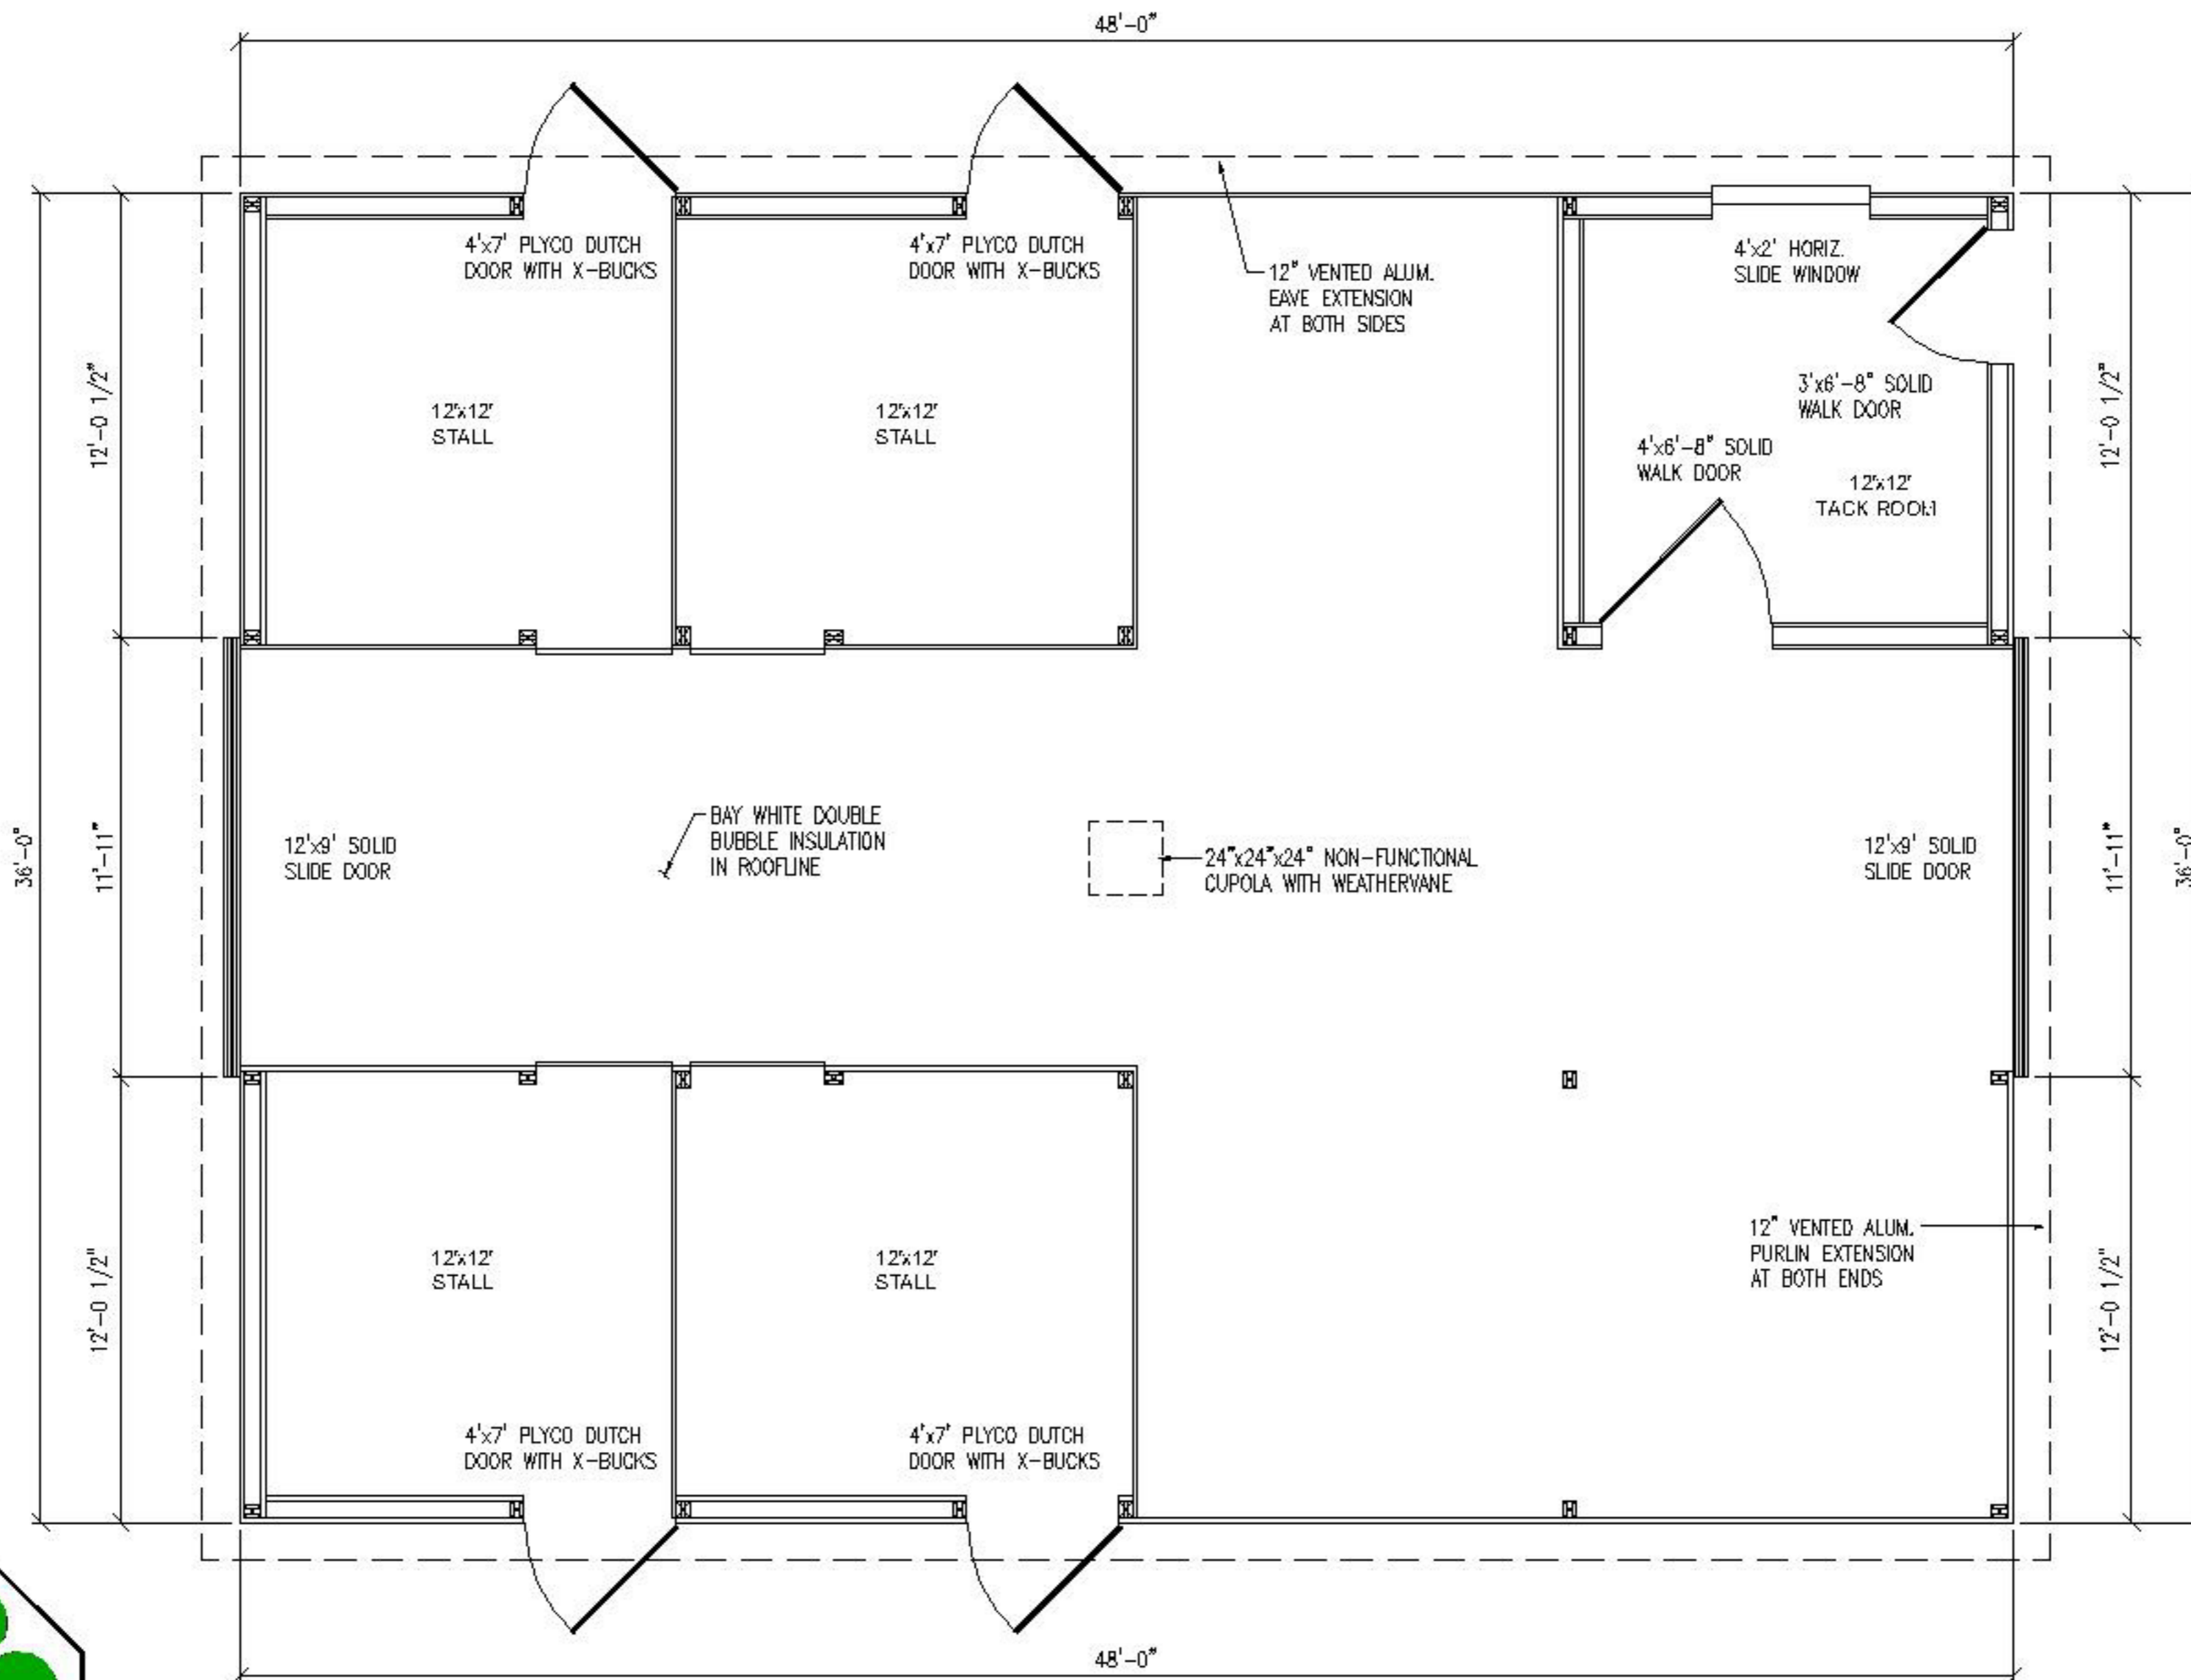 48'-0"
4'x7' PLYCO DUTCH
DOOR WITH X-BUCKS
4'x7' PLYCO DUTCH
DOOR WITH X-BUCKS
12" VENTED ALUM.
EAVE EXTENSION
AT BOTH SIDES
4'x2' HORIZ.
SLIDE WINDOW
3'x6'-8" SOLID
WALK DOOR
4'x6'-8" SOLID
WALK DOOR
12'x12'
TACK ROOM
12'x12'
STALL
12'x12'
STALL
12'-0 1/2"
12'-0 1/2"
36'-0"
11'-11"
12'x9' SOLID
SLIDE DOOR
BAY WHITE DOUBLE
BUBBLE INSULATION
IN ROOFLINE
24"x24"x24" NON-FUNCTIONAL
CUPOLA WITH WEATHERVANE
12'x9' SOLID
SLIDE DOOR
11'-11"
36'-0"
12'-0 1/2"
12'x12'
STALL
12'x12'
STALL
12" VENTED ALUM.
PURLIN EXTENSION
AT BOTH ENDS
12'-0 1/2"
4'x7' PLYCO DUTCH
DOOR WITH X-BUCKS
4'x7' PLYCO DUTCH
DOOR WITH X-BUCKS
48'-0"